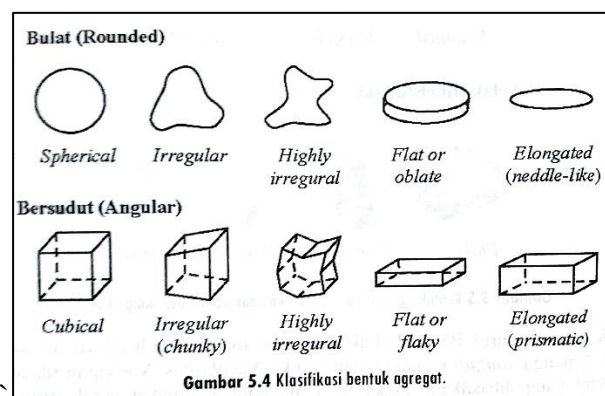 Bulat (Rounded)
Spherical Irregular Highly Flat or Elongated
irregural oblate (neddle-like)
Bersudut (Angular)
Cubical Irregular Highly Flat or Elongated
(chunky) irregural flaky (prismatic)
Gambar 5.4 Klasifikasi bentuk agregat.